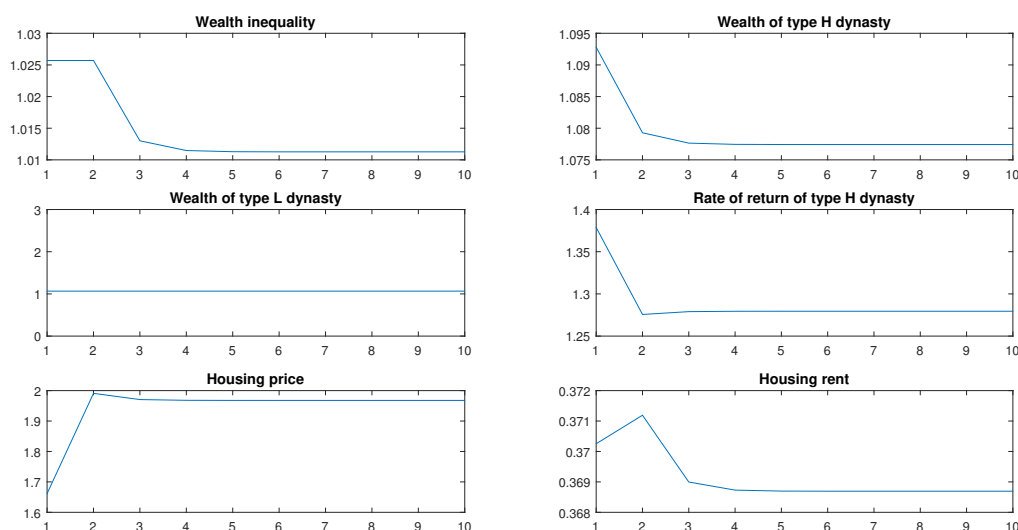 Wealth inequality
1.03
1.025
1.02
1.015
1.01
1 2 3 4 5 6 7 8 9 10
Wealth of type H dynasty
1.095
1.09
1.085
1.08
1.075
1 2 3 4 5 6 7 8 9 10
Wealth of type L dynasty
3
2
1
0
1 2 3 4 5 6 7 8 9 10
Rate of return of type H dynasty
1.4
1.35
1.3
1.25
1 2 3 4 5 6 7 8 9 10
Housing price
2
1.9
1.8
1.7
1.6
1 2 3 4 5 6 7 8 9 10
Housing rent
0.372
0.371
0.37
0.369
0.368
1 2 3 4 5 6 7 8 9 10